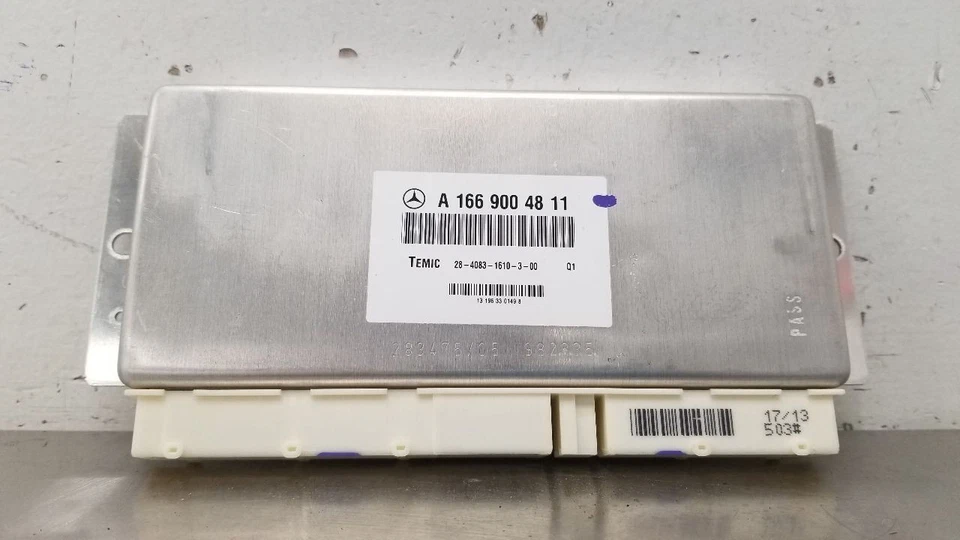 A 166 900 48 11
TEMIC 28-4083-1610-3-00 Q1
13 196 33 0149 8
PASS
17/13
503#